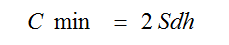 C min = 2 Sdh